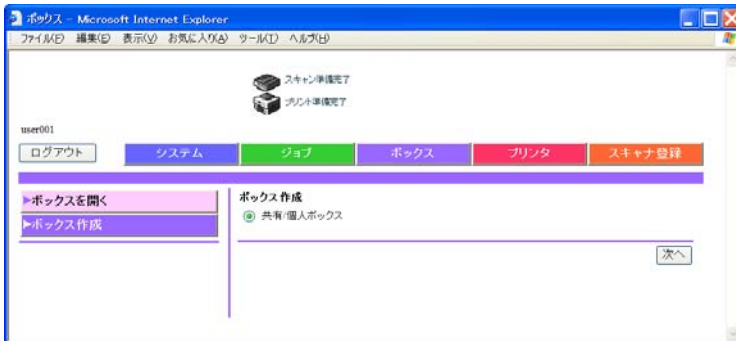 ボックス - Microsoft Internet Explorer
ファイル(F) 編集(E) 表示(V) お気に入り(A) ツール(T) ヘルプ(H)
スキャン準備完了
プリント準備完了
user001
ログアウト システム ジョブ ボックス プリンタ スキャナ登録
▶ボックスを開く
▶ボックス作成
ボックス作成
共有/個人ボックス
次へ